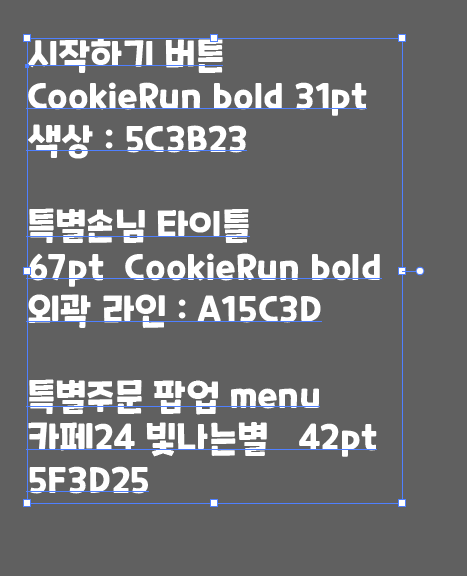 시작하기 버튼
CookieRun bold 31pt
색상 : 5C3B23
특별손님 타이틀
67pt  CookieRun bold
외곽 라인 : A15C3D
특별주문 팝업 menu
카페24 빛나는별   42pt
5F3D25